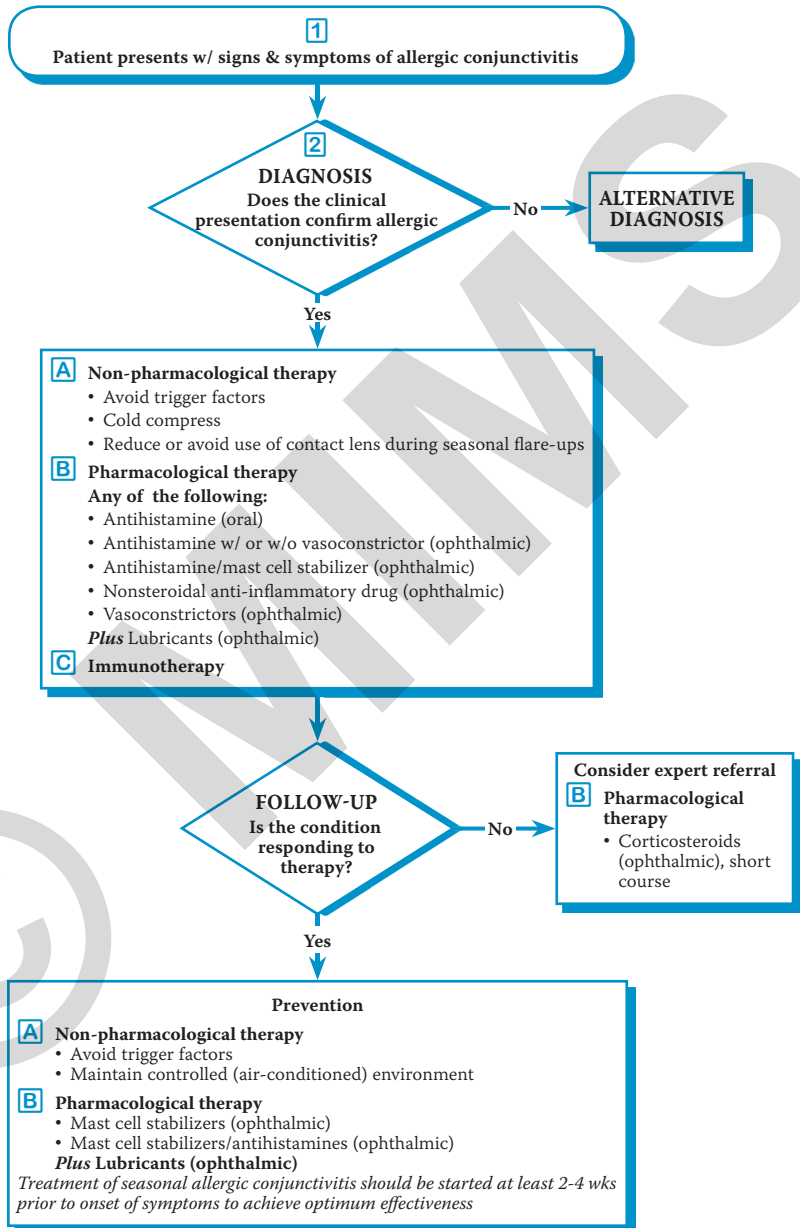 1
Patient presents w/ signs & symptoms of allergic conjunctivitis
2
DIAGNOSIS
Does the clinical
presentation confirm allergic
conjunctivitis?
No
ALTERNATIVE
DIAGNOSIS
Yes
A Non-pharmacological therapy
• Avoid trigger factors
• Cold compress
• Reduce or avoid use of contact lens during seasonal flare-ups
B Pharmacological therapy
Any of the following:
• Antihistamine (oral)
• Antihistamine w/ or w/o vasoconstrictor (ophthalmic)
• Antihistamine/mast cell stabilizer (ophthalmic)
• Nonsteroidal anti-inflammatory drug (ophthalmic)
• Vasoconstrictors (ophthalmic)
Plus Lubricants (ophthalmic)
C Immunotherapy
FOLLOW-UP
Is the condition
responding to
therapy?
No
Consider expert referral
B Pharmacological
therapy
• Corticosteroids
(ophthalmic), short
course
Yes
Prevention
A Non-pharmacological therapy
• Avoid trigger factors
• Maintain controlled (air-conditioned) environment
B Pharmacological therapy
• Mast cell stabilizers (ophthalmic)
• Mast cell stabilizers/antihistamines (ophthalmic)
Plus Lubricants (ophthalmic)
Treatment of seasonal allergic conjunctivitis should be started at least 2-4 wks
prior to onset of symptoms to achieve optimum effectiveness
© MIMS